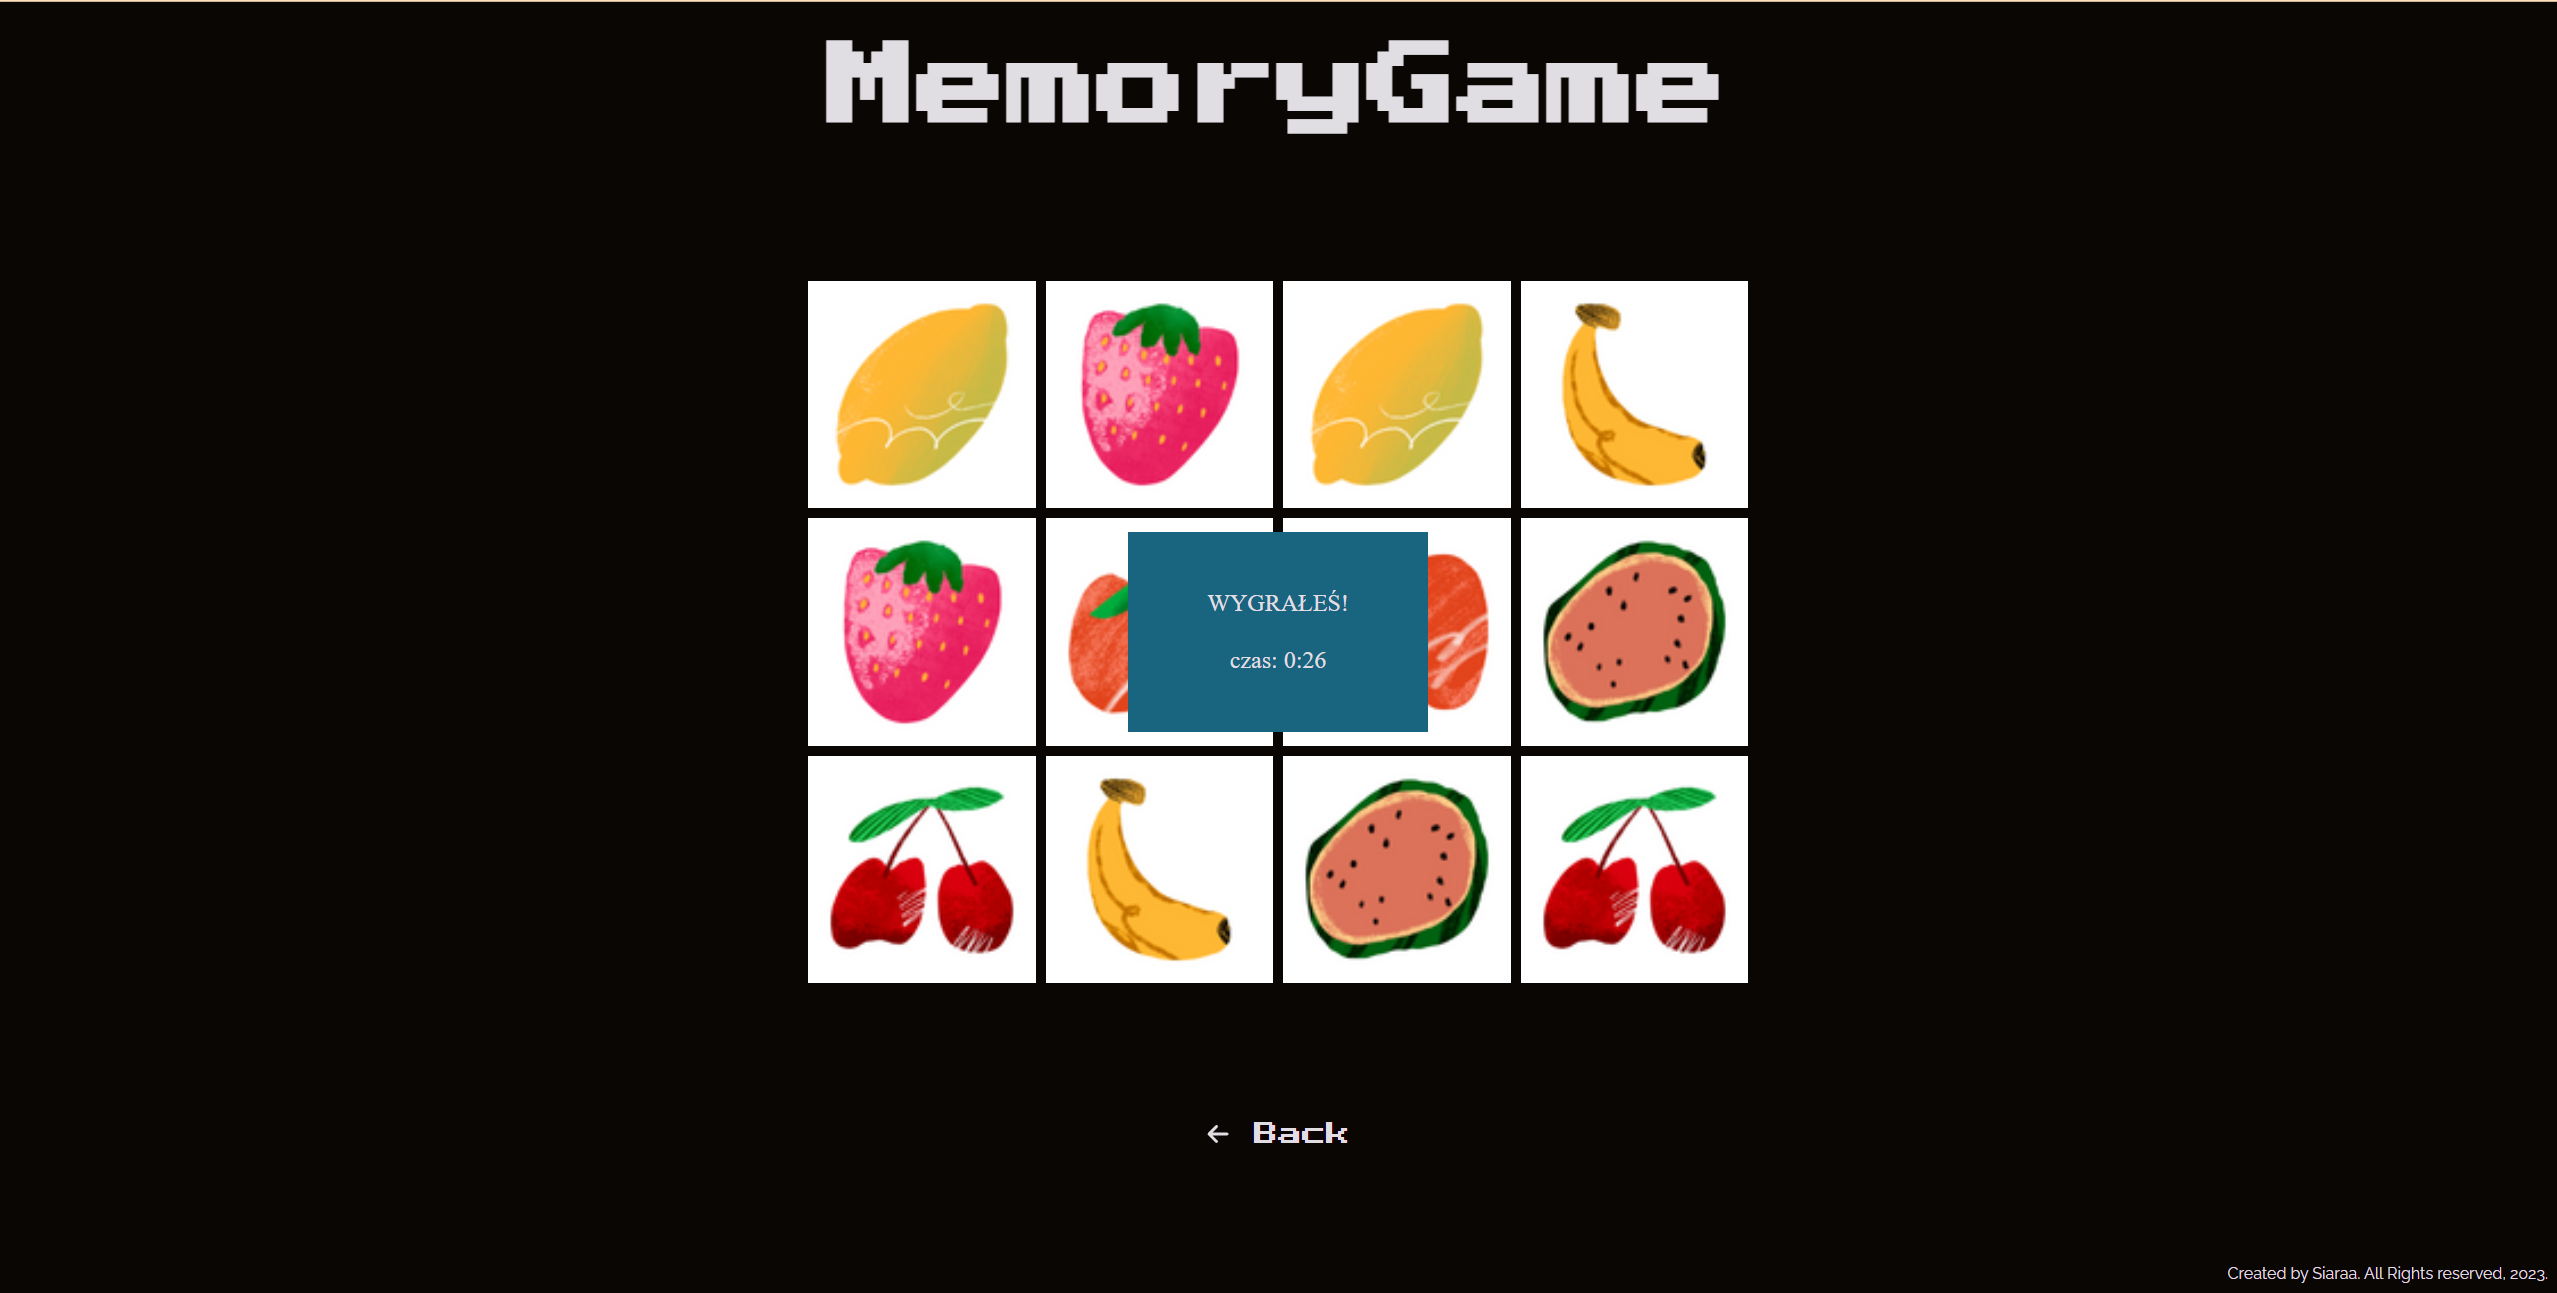 MemoryGame
WYGRAŁEŚ!
czas: 0:26
← Back
Created by Siaraa. All Rights reserved, 2023.